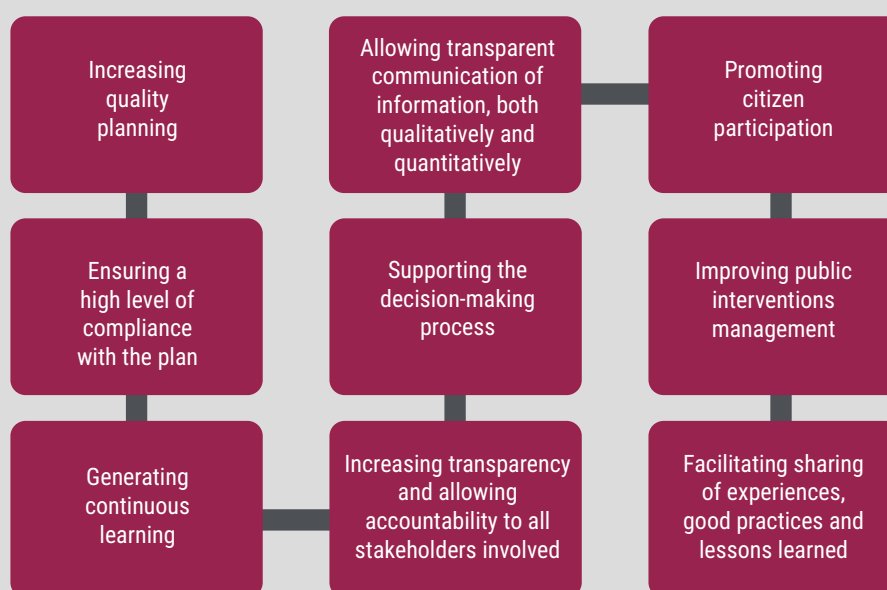 Increasing
quality
planning
Ensuring a
high level of
compliance
with the plan
Generating
continuous
learning
Increasing transparency
and allowing
accountability to all
stakeholders involved
Supporting the
decision-making
process
Allowing transparent
communication of
information, both
qualitatively and
quantitatively
Promoting
citizen
participation
Improving public
interventions
management
Facilitating sharing
of experiences,
good practices and
lessons learned